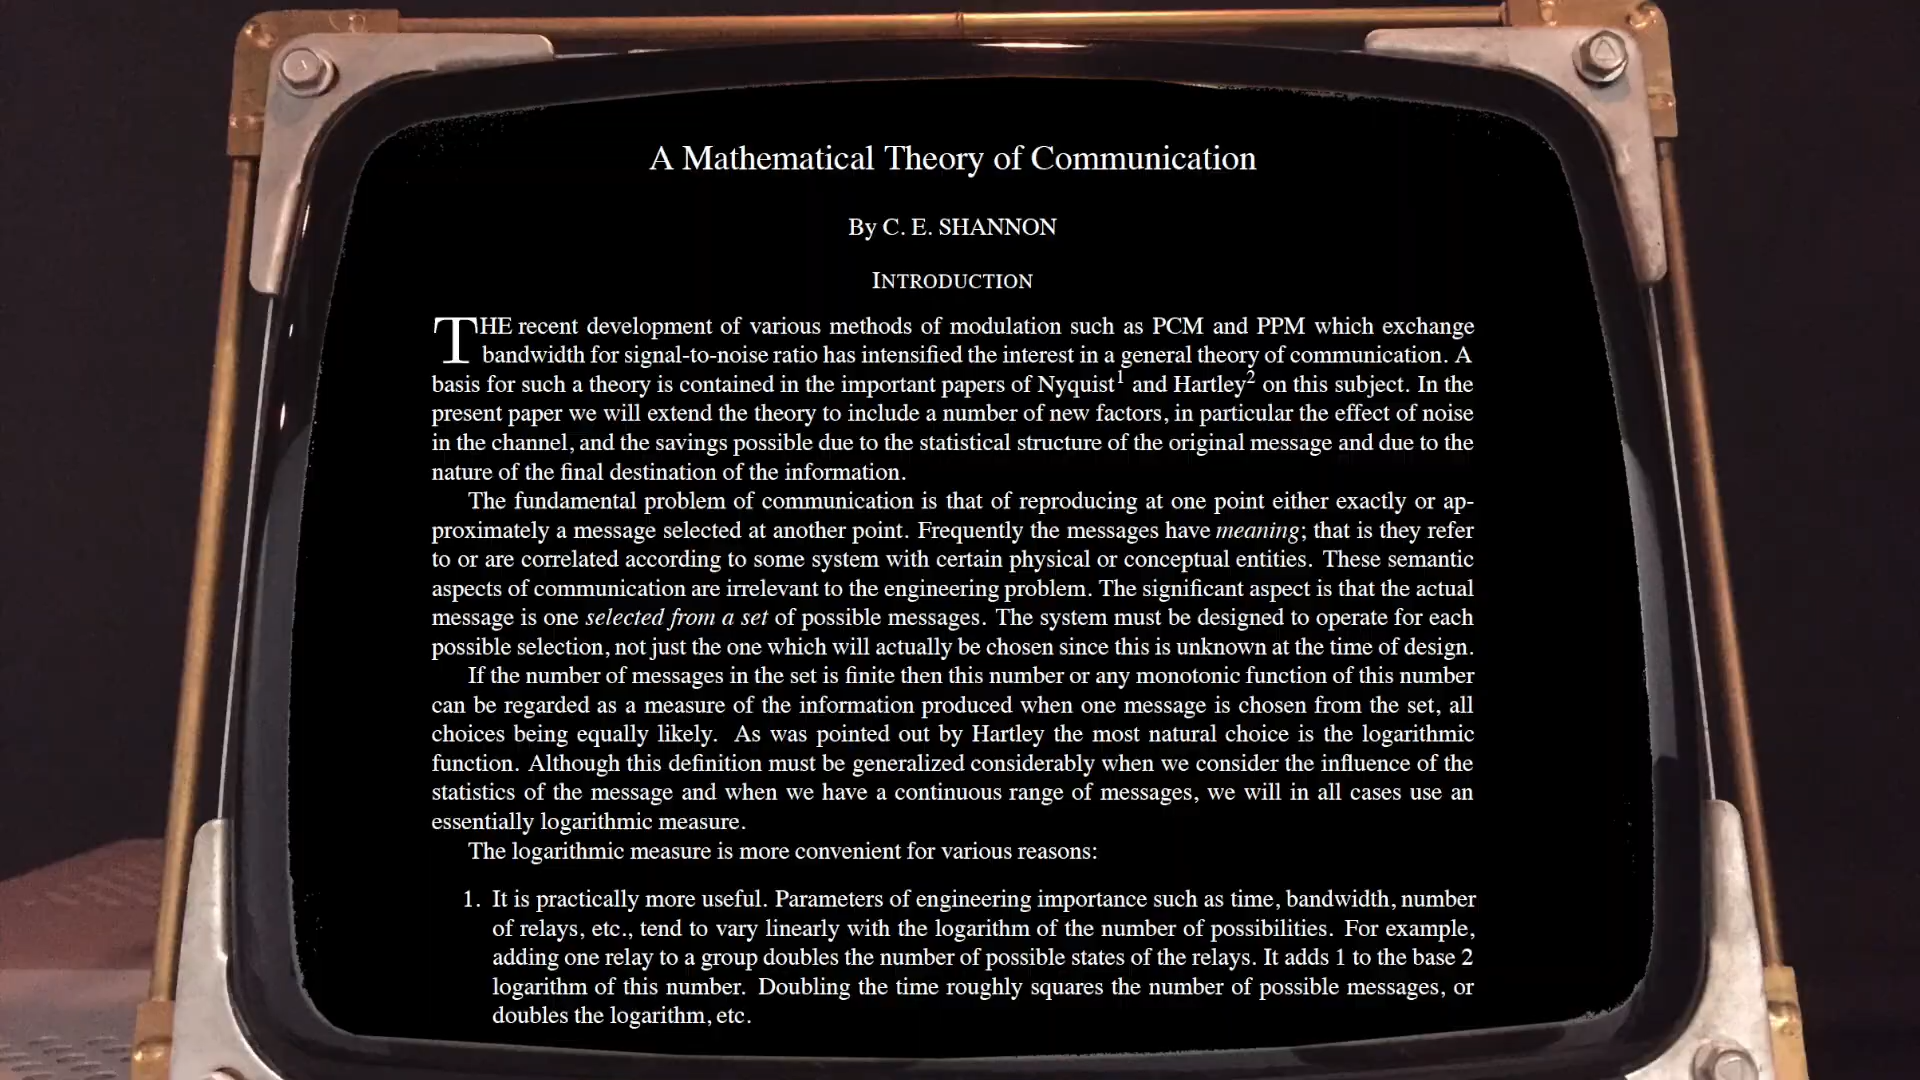 A Mathematical Theory of Communication
By C. E. SHANNON
INTRODUCTION
THE recent development of various methods of modulation such as PCM and PPM which exchange
bandwidth for signal-to-noise ratio has intensified the interest in a general theory of communication. A
basis for such a theory is contained in the important papers of Nyquist1 and Hartley2 on this subject. In the
present paper we will extend the theory to include a number of new factors, in particular the effect of noise
in the channel, and the savings possible due to the statistical structure of the original message and due to the
nature of the final destination of the information.
The fundamental problem of communication is that of reproducing at one point either exactly or ap-
proximately a message selected at another point. Frequently the messages have meaning; that is they refer
to or are correlated according to some system with certain physical or conceptual entities. These semantic
aspects of communication are irrelevant to the engineering problem. The significant aspect is that the actual
message is one selected from a set of possible messages. The system must be designed to operate for each
possible selection, not just the one which will actually be chosen since this is unknown at the time of design.
If the number of messages in the set is finite then this number or any monotonic function of this number
can be regarded as a measure of the information produced when one message is chosen from the set, all
choices being equally likely. As was pointed out by Hartley the most natural choice is the logarithmic
function. Although this definition must be generalized considerably when we consider the influence of the
statistics of the message and when we have a continuous range of messages, we will in all cases use an
essentially logarithmic measure.
The logarithmic measure is more convenient for various reasons:
1. It is practically more useful. Parameters of engineering importance such as time, bandwidth, number
of relays, etc., tend to vary linearly with the logarithm of the number of possibilities. For example,
adding one relay to a group doubles the number of possible states of the relays. It adds 1 to the base 2
logarithm of this number. Doubling the time roughly squares the number of possible messages, or
doubles the logarithm, etc.